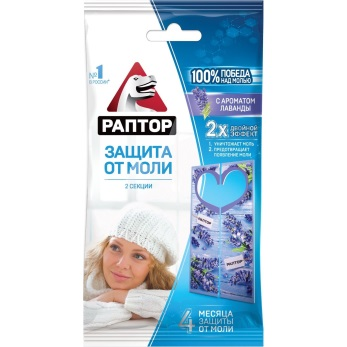 №1
В РОССИИ*
РАПТОР
ЗАЩИТА
ОТ МОЛИ
2 СЕКЦИИ
100% ПОБЕДА
НАД МОЛЬЮ
С АРОМАТОМ
ЛАВАНДЫ
2х ДВОЙНОЙ
ЭФФЕКТ
1. УНИЧТОЖАЕТ МОЛЬ
2. ПРЕДОТВРАЩАЕТ
ПОЯВЛЕНИЕ МОЛИ
РАПТОР
РАПТОР
4 МЕСЯЦА
ЗАЩИТЫ
ОТ МОЛИ